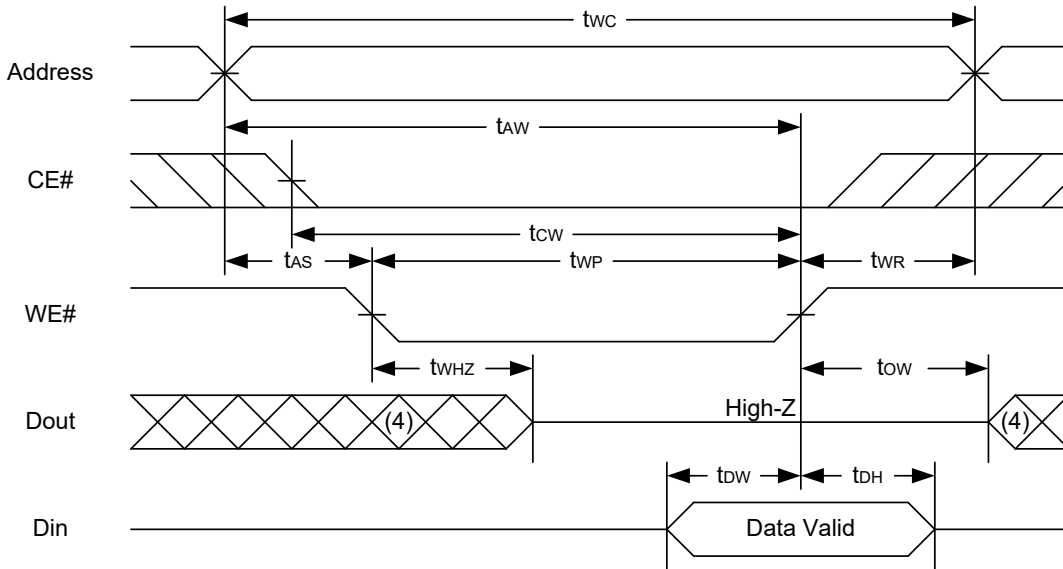 tWC
Address
tAW
CE#
tCW
tAS
tWP
tWR
WE#
tWHZ
tOW
Dout
(4)
High-Z
(4)
tDW
tDH
Din
Data Valid